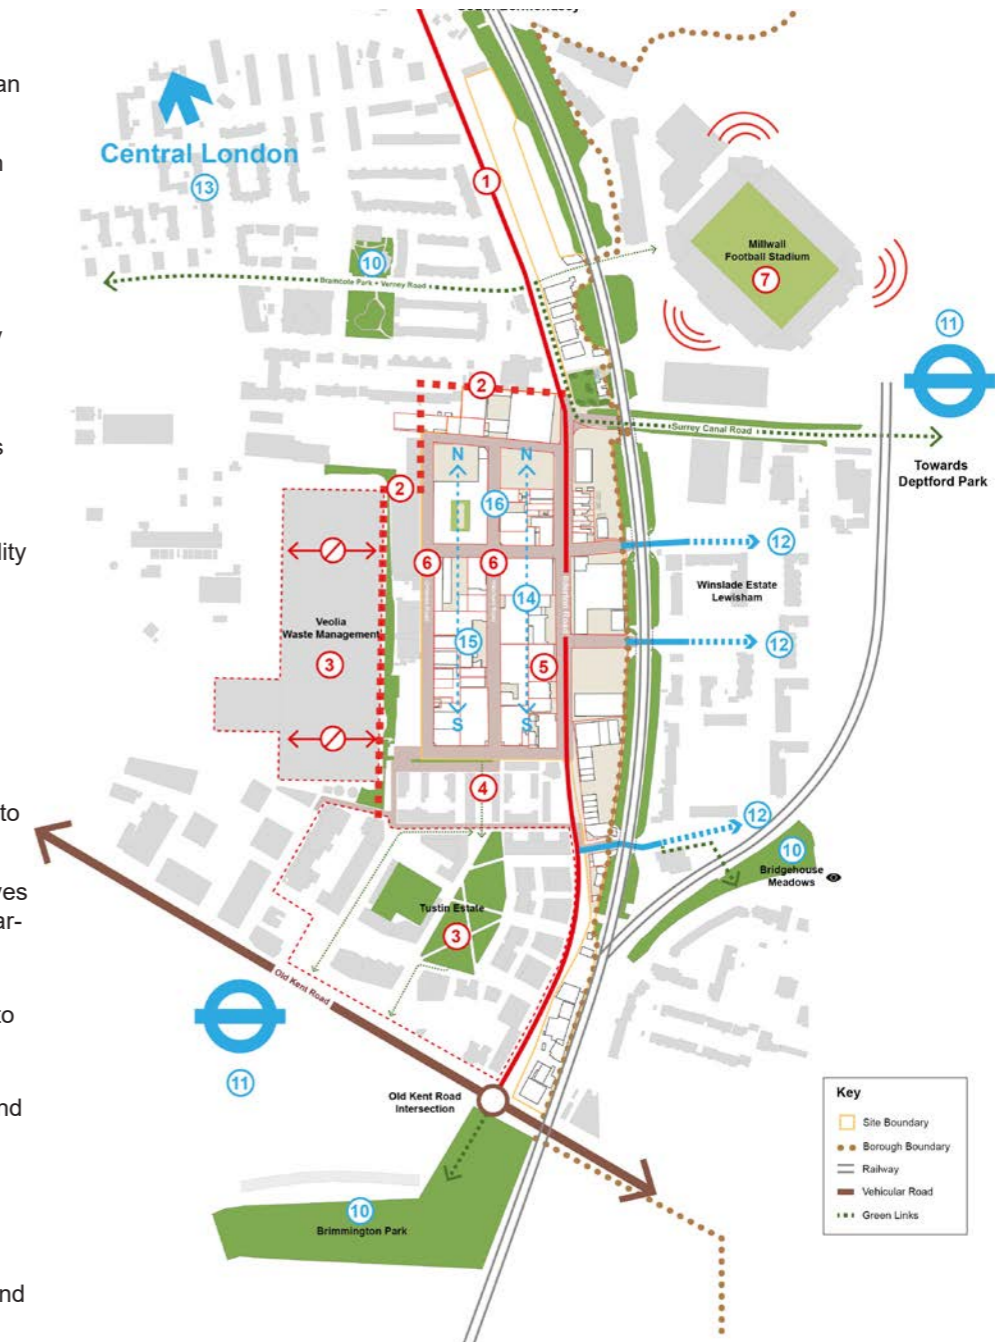 an
n
y
s
lity
to
ves
ar-
to
nd
nd
Central London
13
1
10
Bramcote Park + Verney Road
Millwall
Football Stadium
7
11
2
Surrey Canal Road
Towards
Deptford Park
2
N
N
16
12
6
6
Winslade Estate
Lewisham
14
Veolia
Waste Management
15
12
3
5
S
S
4
12
10
Bridgehouse
Meadows
Tustin Estate
3
Old Kent Road
11
Old Kent Road
Intersection
10
Brimmington Park
Key
Site Boundary
Borough Boundary
Railway
Vehicular Road
Green Links